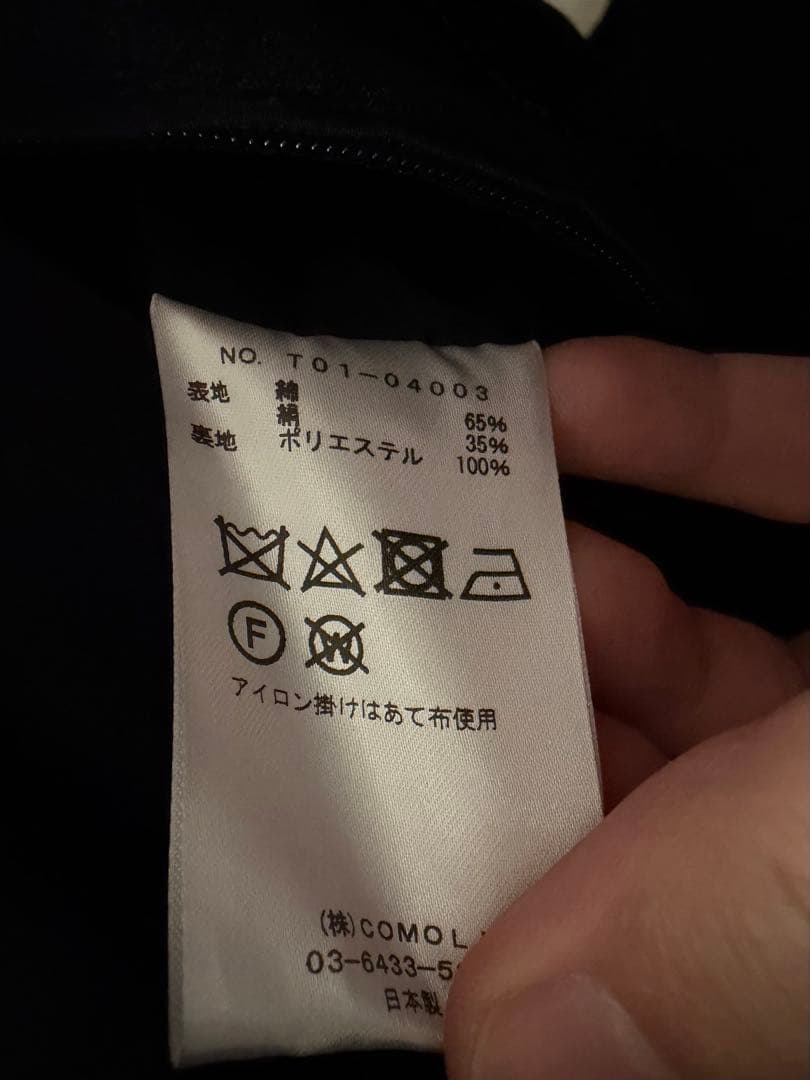 NO. T01-04003
表地 綿 65%
絹 35%
裏地 ポリエステル 100%
F
W
アイロン掛けはあて布使用
(株)COMOL
03-6433-5
日本製